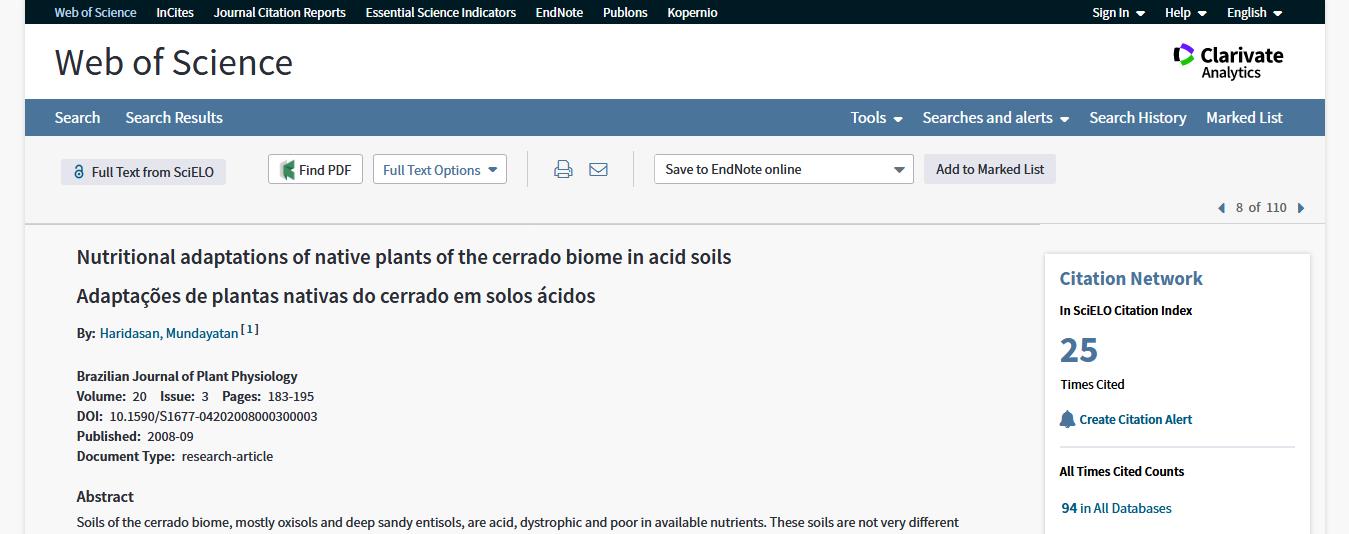 Web of Science InCites Journal Citation Reports Essential Science Indicators EndNote Publons Kopernio Sign In Help English
Web of Science
Clarivate
Analytics
Search Search Results Tools Searches and alerts Search History Marked List
Full Text from SciELO Find PDF Full Text Options Save to EndNote online Add to Marked List
8 of 110
Nutritional adaptations of native plants of the cerrado biome in acid soils
Adaptações de plantas nativas do cerrado em solos ácidos
By: Haridasan, Mundayatan [ 1 ]
Brazilian Journal of Plant Physiology
Volume: 20 Issue: 3 Pages: 183-195
DOI: 10.1590/S1677-04202008000300003
Published: 2008-09
Document Type: research-article
Abstract
Soils of the cerrado biome, mostly oxisols and deep sandy entisols, are acid, dystrophic and poor in available nutrients. These soils are not very different
Citation Network
In SciELO Citation Index
25
Times Cited
Create Citation Alert
All Times Cited Counts
94 in All Databases